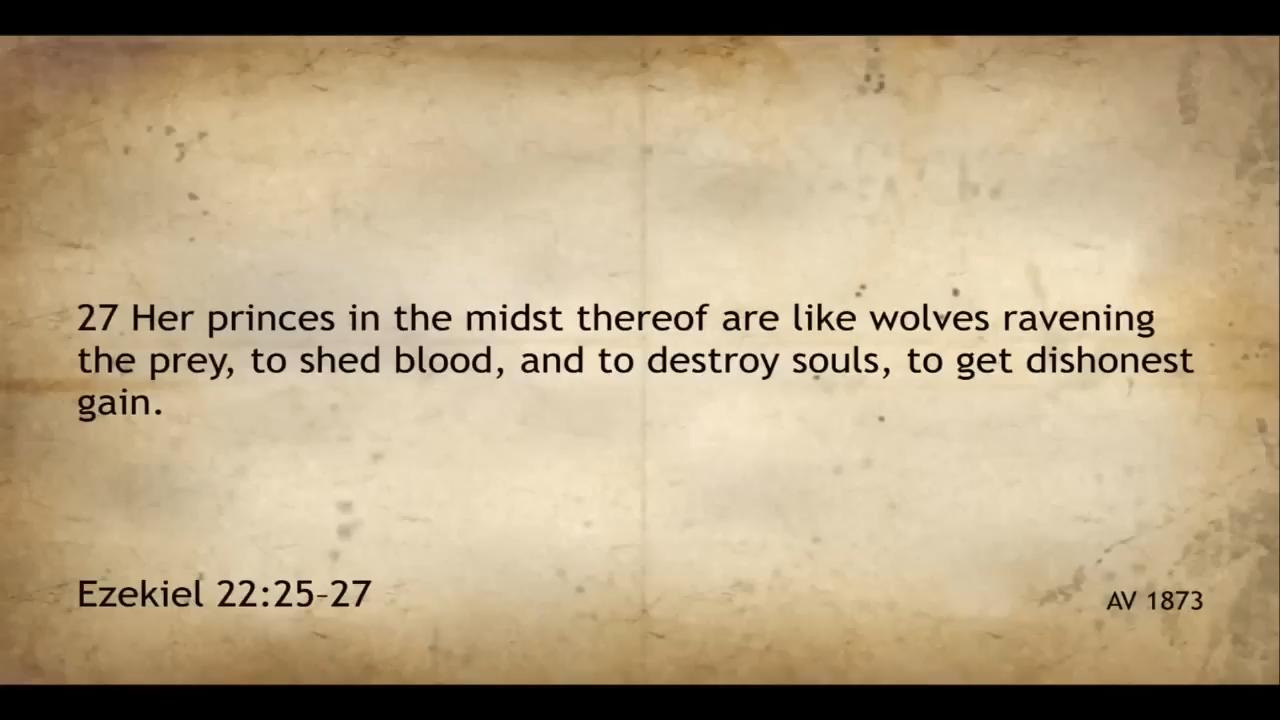 27 Her princes in the midst thereof are like wolves ravening
the prey, to shed blood, and to destroy souls, to get dishonest
gain.
Ezekiel 22:25-27
AV 1873